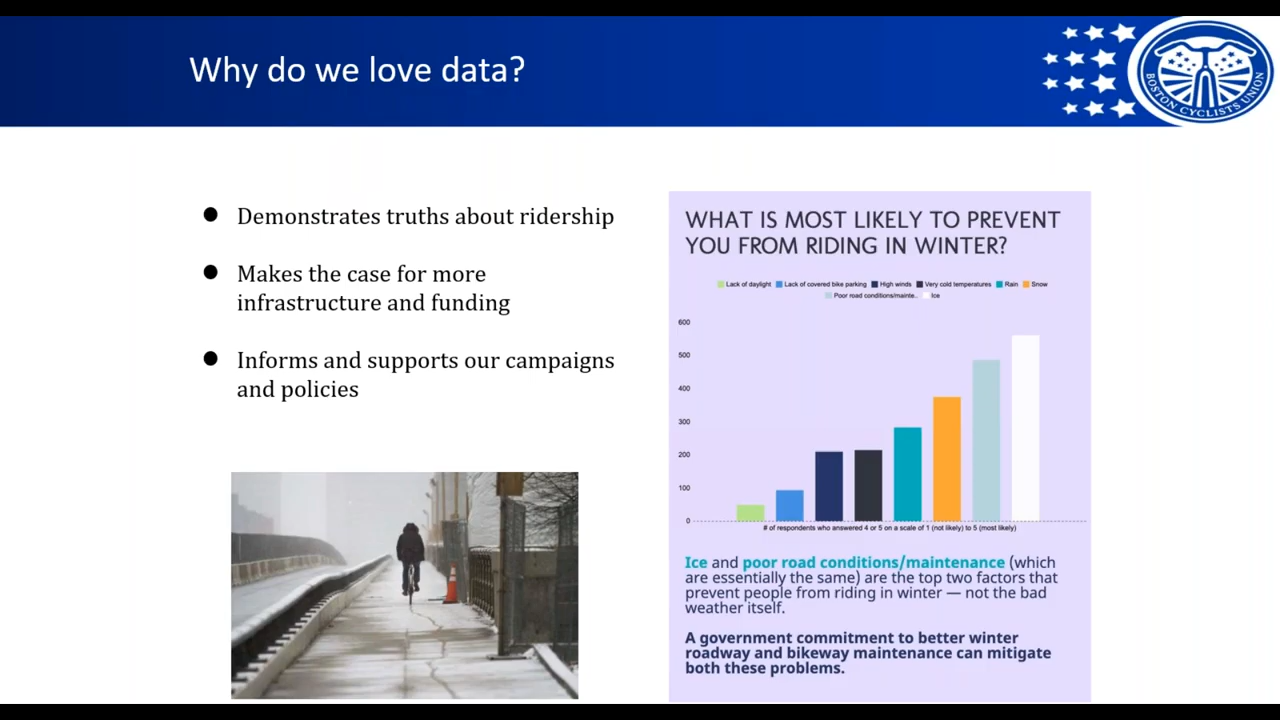 Why do we love data?
BOSTON CYCLISTS UNION
● Demonstrates truths about ridership
● Makes the case for more
infrastructure and funding
● Informs and supports our campaigns
and policies
WHAT IS MOST LIKELY TO PREVENT
YOU FROM RIDING IN WINTER?
Lack of daylight Lack of covered bike parking High winds Very cold temperatures Rain Snow
Poor road conditions/mainte.. Ice
600
500
400
300
200
100
0
# of respondents who answered 4 or 5 on a scale of 1 (not likely) to 5 (most likely)
Ice and poor road conditions/maintenance (which
are essentially the same) are the top two factors that
prevent people from riding in winter — not the bad
weather itself.
A government commitment to better winter
roadway and bikeway maintenance can mitigate
both these problems.